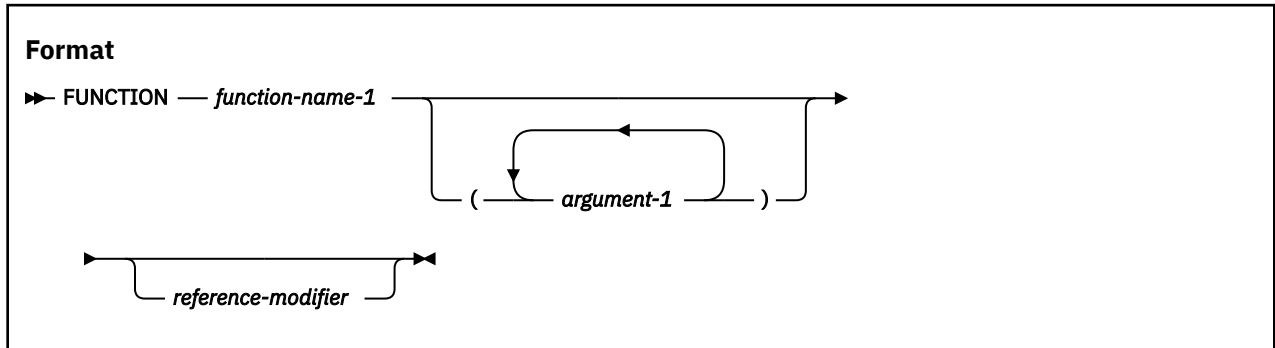 Format
FUNCTION function-name-1
( argument-1 )
reference-modifier